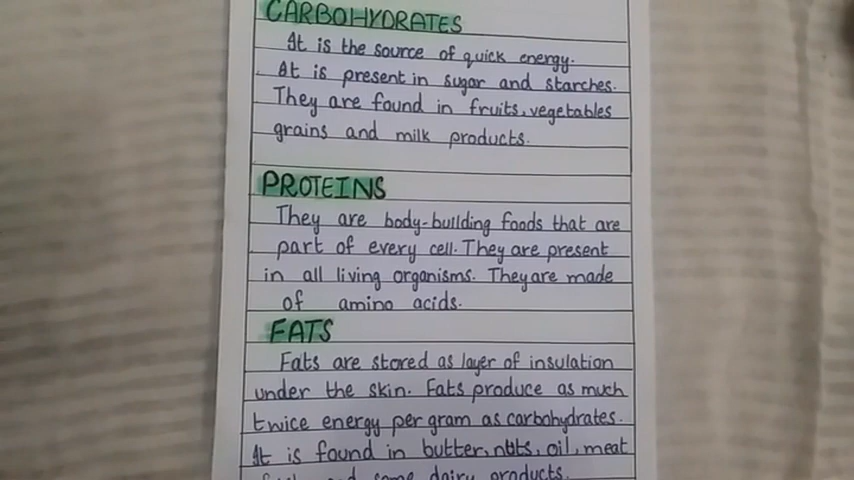 CARBOHYDRATES
It is the source of quick energy.
It is present in sugar and starches.
They are found in fruits, vegetables
grains and milk products.
PROTEINS
They are body-building foods that are
part of every cell. They are present
in all living organisms. They are made
of amino acids.
FATS
Fats are stored as layer of insulation
under the skin. Fats produce as much
twice energy per gram as carbohydrates.
It is found in butter, nuts, oil, meat
and some dairy products.